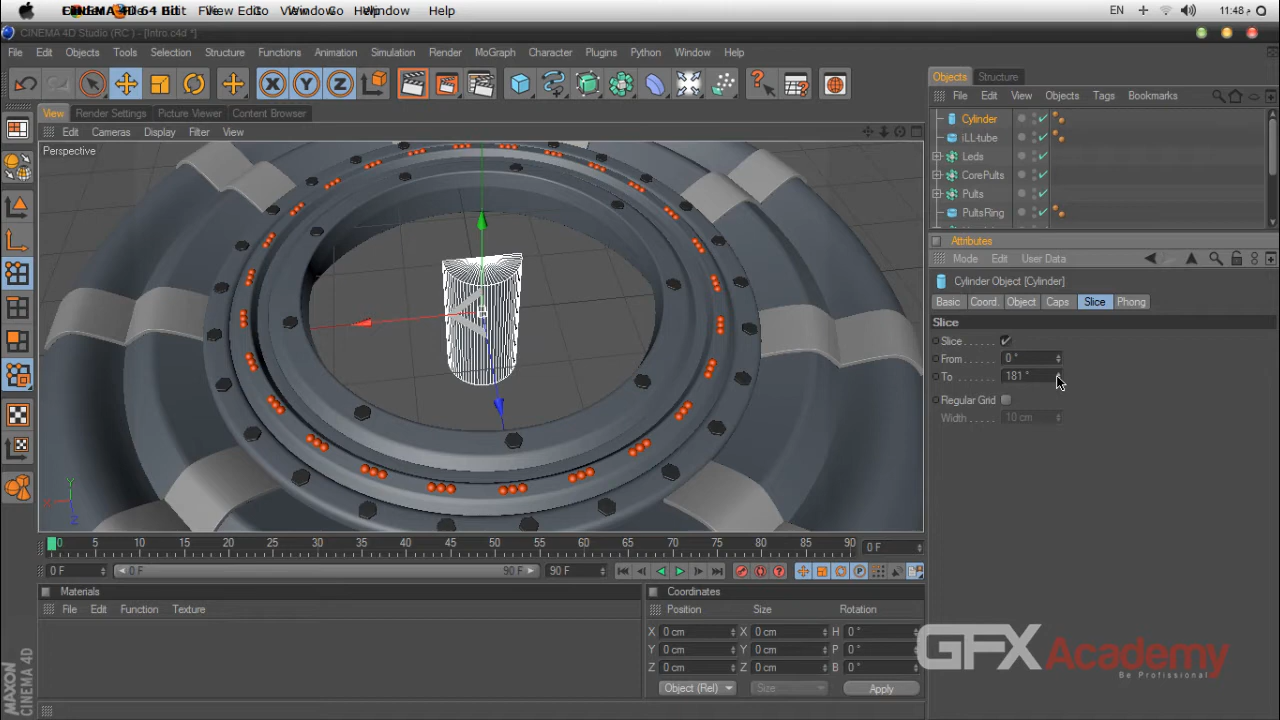 CINEMA 4D 64 Bit File Edit View Go Window Help Window Help
EN
11:48 م
CINEMA 4D Studio (RC) - [Intro.c4d *]
File Edit Objects Tools Selection Structure Functions Animation Simulation Render MoGraph Character Plugins Python Window Help
X Y Z
Objects Structure
File Edit View Objects Tags Bookmarks
View Render Settings Picture Viewer Content Browser
Edit Cameras Display Filter View
Perspective
Cylinder
iLL-tube
Leds
CorePults
Pults
PultsRing
Attributes
Mode Edit User Data
Cylinder Object [Cylinder]
Basic Coord. Object Caps Slice Phong
Slice
Slice
From 0 °
To 181 °
Regular Grid
Width 10 cm
Y
X
Z
0 5 10 15 20 25 30 35 40 45 50 55 60 65 70 75 80 85 90 0 F
0 F 0 F 90 F 90 F
Materials
File Edit Function Texture
Coordinates
Position Size Rotation
X 0 cm X 0 cm H 0 °
Y 0 cm Y 0 cm P 0 °
Z 0 cm Z 0 cm B 0 °
Object (Rel) Size Apply
MAXON
CINEMA 4D
GFXAcademy
Be Profissional